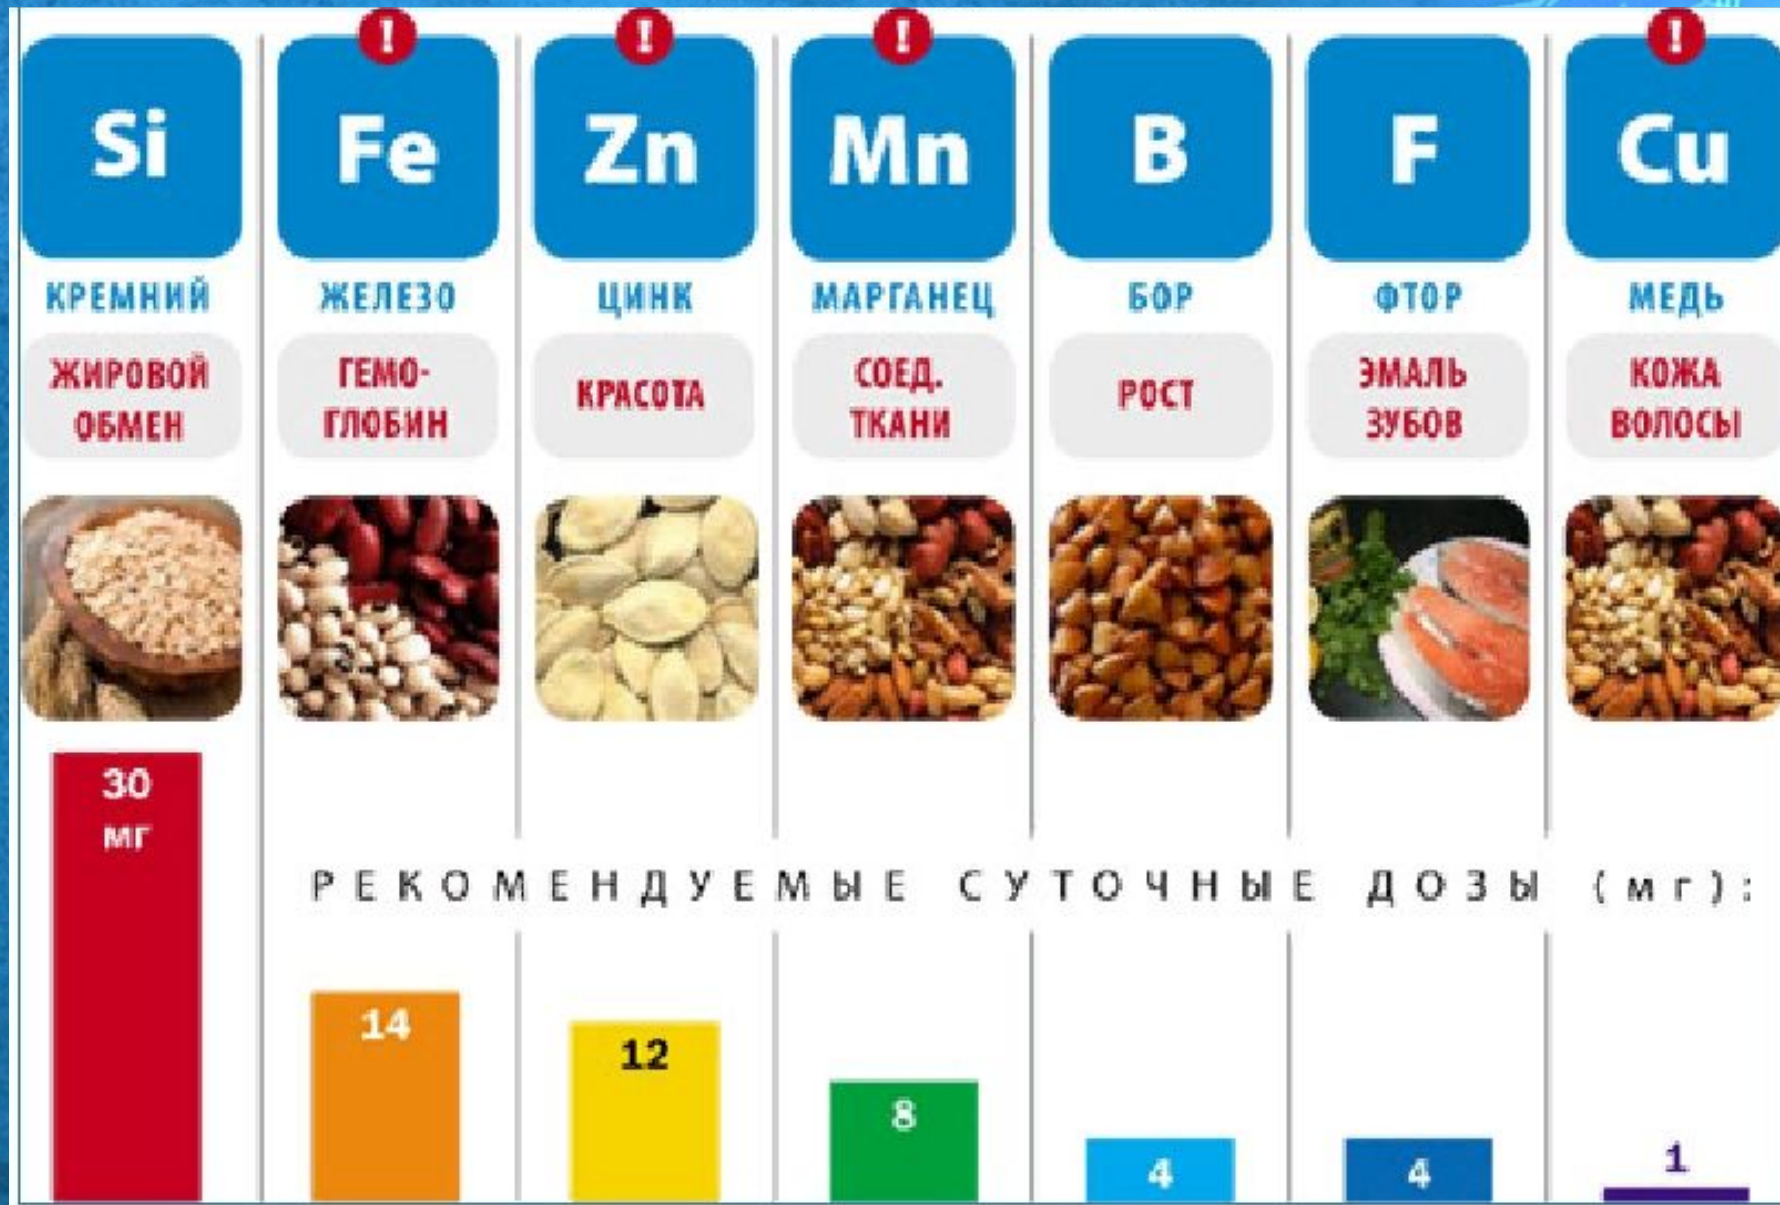 ! ! ! !
Si Fe Zn Mn B F Cu
КРЕМНИЙ ЖЕЛЕЗО ЦИНК МАРГАНЕЦ БОР ФТОР МЕДЬ
ЖИРОВОЙ ОБМЕН
ГЕМО-
ГЛОБИН
КРАСОТА
СОЕД.
ТКАНИ
РОСТ
ЭМАЛЬ
ЗУБОВ
КОЖА
ВОЛОСЫ
30
мг
РЕКОМЕНДУЕМЫЕ СУТОЧНЫЕ ДОЗЫ (мг):
14
12
8
4
4
1